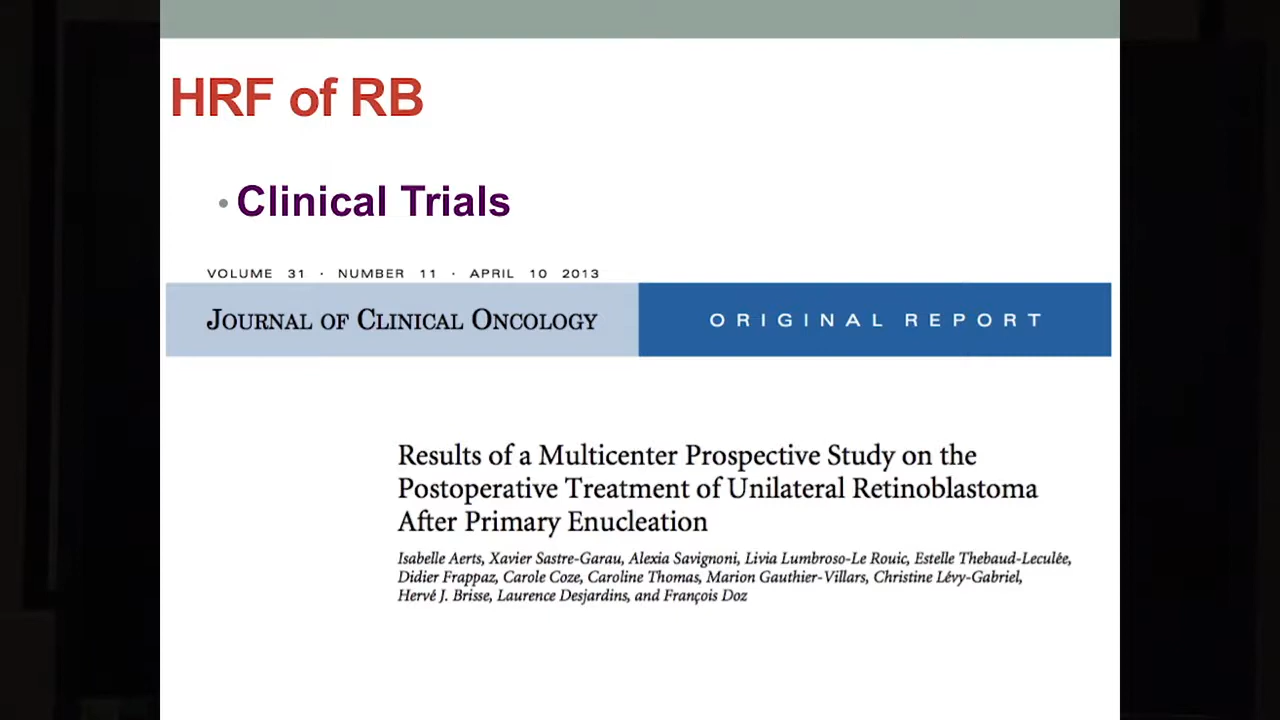 HRF of RB
• Clinical Trials
VOLUME 31 · NUMBER 11 · APRIL 10 2013
JOURNAL OF CLINICAL ONCOLOGY
ORIGINAL REPORT
Results of a Multicenter Prospective Study on the
Postoperative Treatment of Unilateral Retinoblastoma
After Primary Enucleation
Isabelle Aerts, Xavier Sastre-Garau, Alexia Savignoni, Livia Lumbroso-Le Rouic, Estelle Thebaud-Leculée,
Didier Frappaz, Carole Coze, Caroline Thomas, Marion Gauthier-Villars, Christine Lévy-Gabriel,
Hervé J. Brisse, Laurence Desjardins, and François Doz